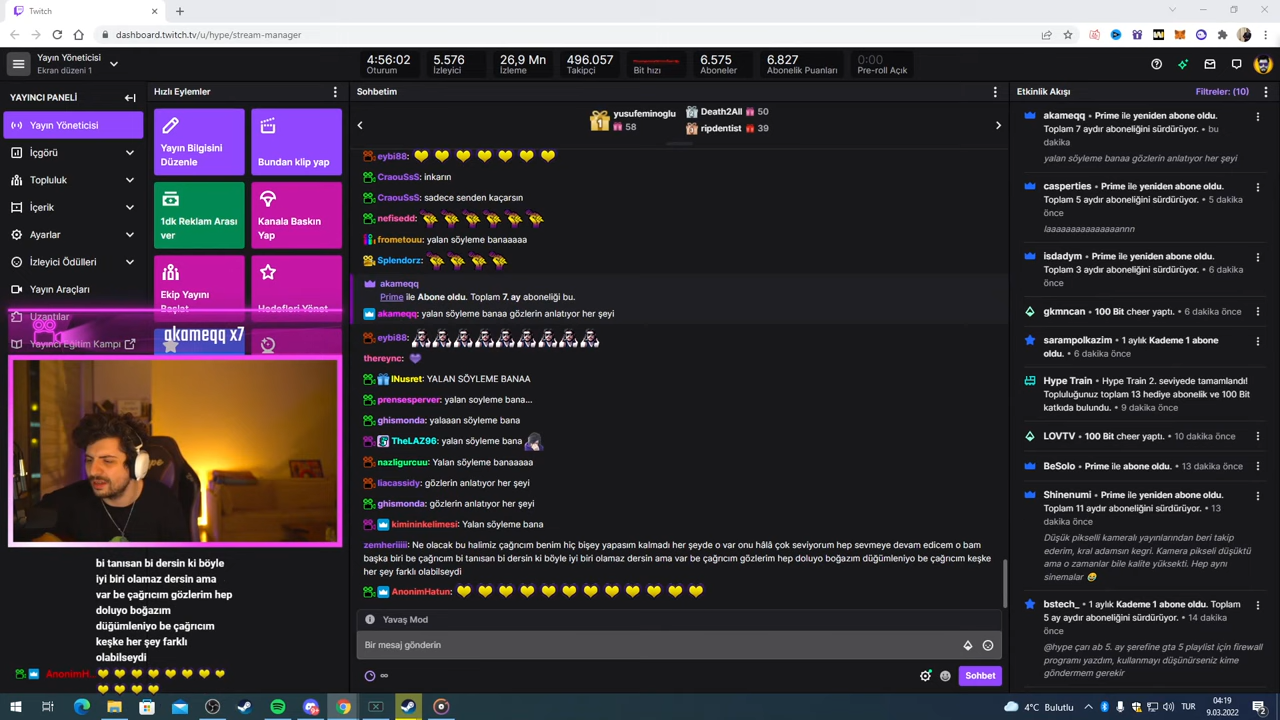 Twitch
dashboard.twitch.tv/u/hype/stream-manager
Yayın Yöneticisi
Ekran düzeni 1
4:56:02
Oturum
5.576
İzleyici
26,9 Mn
İzleme
496.057
Takipçi
Bit hızı
6.575
Aboneler
6.827
Abonelik Puanları
0:00
Pre-roll Açık
YAYINCI PANELİ
Yayın Yöneticisi
İçgörü
Topluluk
İçerik
Ayarlar
İzleyici Ödülleri
Yayın Araçları
Uzantılar
Yayıncı Eğitim Kampı
Hızlı Eylemler
Yayın Bilgisini
Düzenle
Bundan klip yap
1dk Reklam Arası
ver
Kanala Baskın
Yap
Ekip Yayını
Başlat
Hedefleri Yönet
akameqq x7
bi tanısan bi dersin ki böyle
iyi biri olamaz dersin ama
var be çağrıcım gözlerim hep
doluyo boğazım
düğümleniyo be çağrıcım
keşke her şey farklı
olabilseydi
AnonimH...
Sohbetim
1
yusufeminoglu
58
Death2All 50
ripdentist 39
eybi88:
CraouSsS: inkarın
CraouSsS: sadece senden kaçarsın
nefisedd:
frometouu: yalan söyleme banaaaaa
Splendorz:
akameqq
Prime ile Abone oldu. Toplam 7. ay aboneliği bu.
akameqq: yalan söyleme banaa gözlerin anlatıyor her şeyi
eybi88:
thereync:
INusret: YALAN SÖYLEME BANAA
prensesperver: yalan soyleme bana...
ghismonda: yalaaan söyleme bana
TheLAZ96: yalan söyleme bana
nazligurcuu: Yalan söyleme banaaaaa
liacassidy: gözlerin anlatıyor her şeyi
ghismonda: gözlerin anlatıyor her şeyi
kimininkelimesi: Yalan söyleme bana
zemheriiiii: Ne olacak bu halimiz çağrıcım benim hiç bişey yapasım kalmadı her şeyde o var onu hâlâ çok seviyorum hep sevmeye devam edicem o bam
başka biri be çağrıcım bi tanısan bi dersin ki böyle iyi biri olamaz dersin ama var be çağrıcım gözlerim hep doluyo boğazım düğümleniyo be çağrıcım keşke
her şey farklı olabilseydi
AnonimHatun:
Yavaş Mod
Bir mesaj gönderin
∞
Sohbet
Etkinlik Akışı
Filtreler: (10)
akameqq • Prime ile yeniden abone oldu.
Toplam 7 aydır aboneliğini sürdürüyor. • bu
dakika
yalan söyleme banaa gözlerin anlatıyor her şeyi
casperties • Prime ile yeniden abone oldu.
Toplam 5 aydır aboneliğini sürdürüyor. • 5 dakika
önce
laaaaaaaaaaaaaaannn
isdadym • Prime ile yeniden abone oldu.
Toplam 3 aydır aboneliğini sürdürüyor. • 6 dakika
önce
gkmncan • 100 Bit cheer yaptı. • 6 dakika önce
sarampolkazim • 1 aylık Kademe 1 abone
oldu. • 6 dakika önce
Hype Train • Hype Train 2. seviyede tamamlandı!
Topluluğunuz toplam 13 hediye abonelik ve 100 Bit
katkıda bulundu. • 9 dakika önce
LOVTV • 100 Bit cheer yaptı. • 10 dakika önce
BeSolo • Prime ile abone oldu. • 13 dakika önce
Shinenumi • Prime ile yeniden abone oldu.
Toplam 11 aydır aboneliğini sürdürüyor. • 13
dakika önce
Düşük pikselli kameralı yayınlarından beri takip
ederim, kral adamsın kegri. Kamera pikseli düşüktü
ama o zamanlar bile kalite yüksekti. Hep aynı
sinemalar
bstech_ • 1 aylık Kademe 1 abone oldu. Toplam
5 ay aydır aboneliğini sürdürüyor. • 14 dakika
önce
@hype çarı ab 5. ay şerefine gta 5 playlist için firewall
programı yazdım, kullanmayı düşünürseniz kime
göndermem gerekir
4°C Bulutlu
TUR
04:19
9.03.2022
2